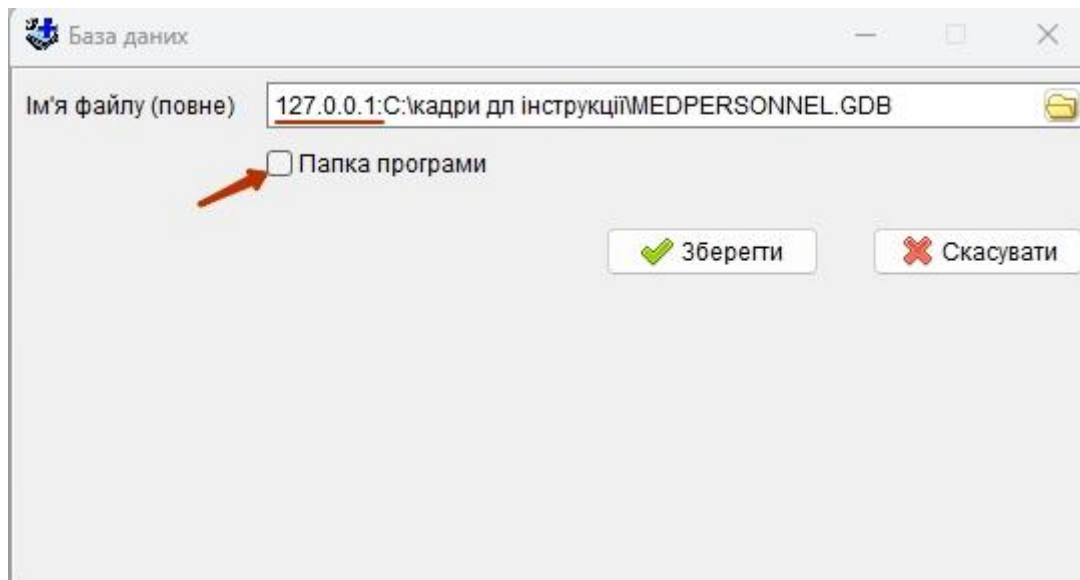 База даних
Ім'я файлу (повне) 127.0.0.1:C:\кадри дл інструкції\MEDPERSONNEL.GDB
Папка програми
Зберегти Скасувати